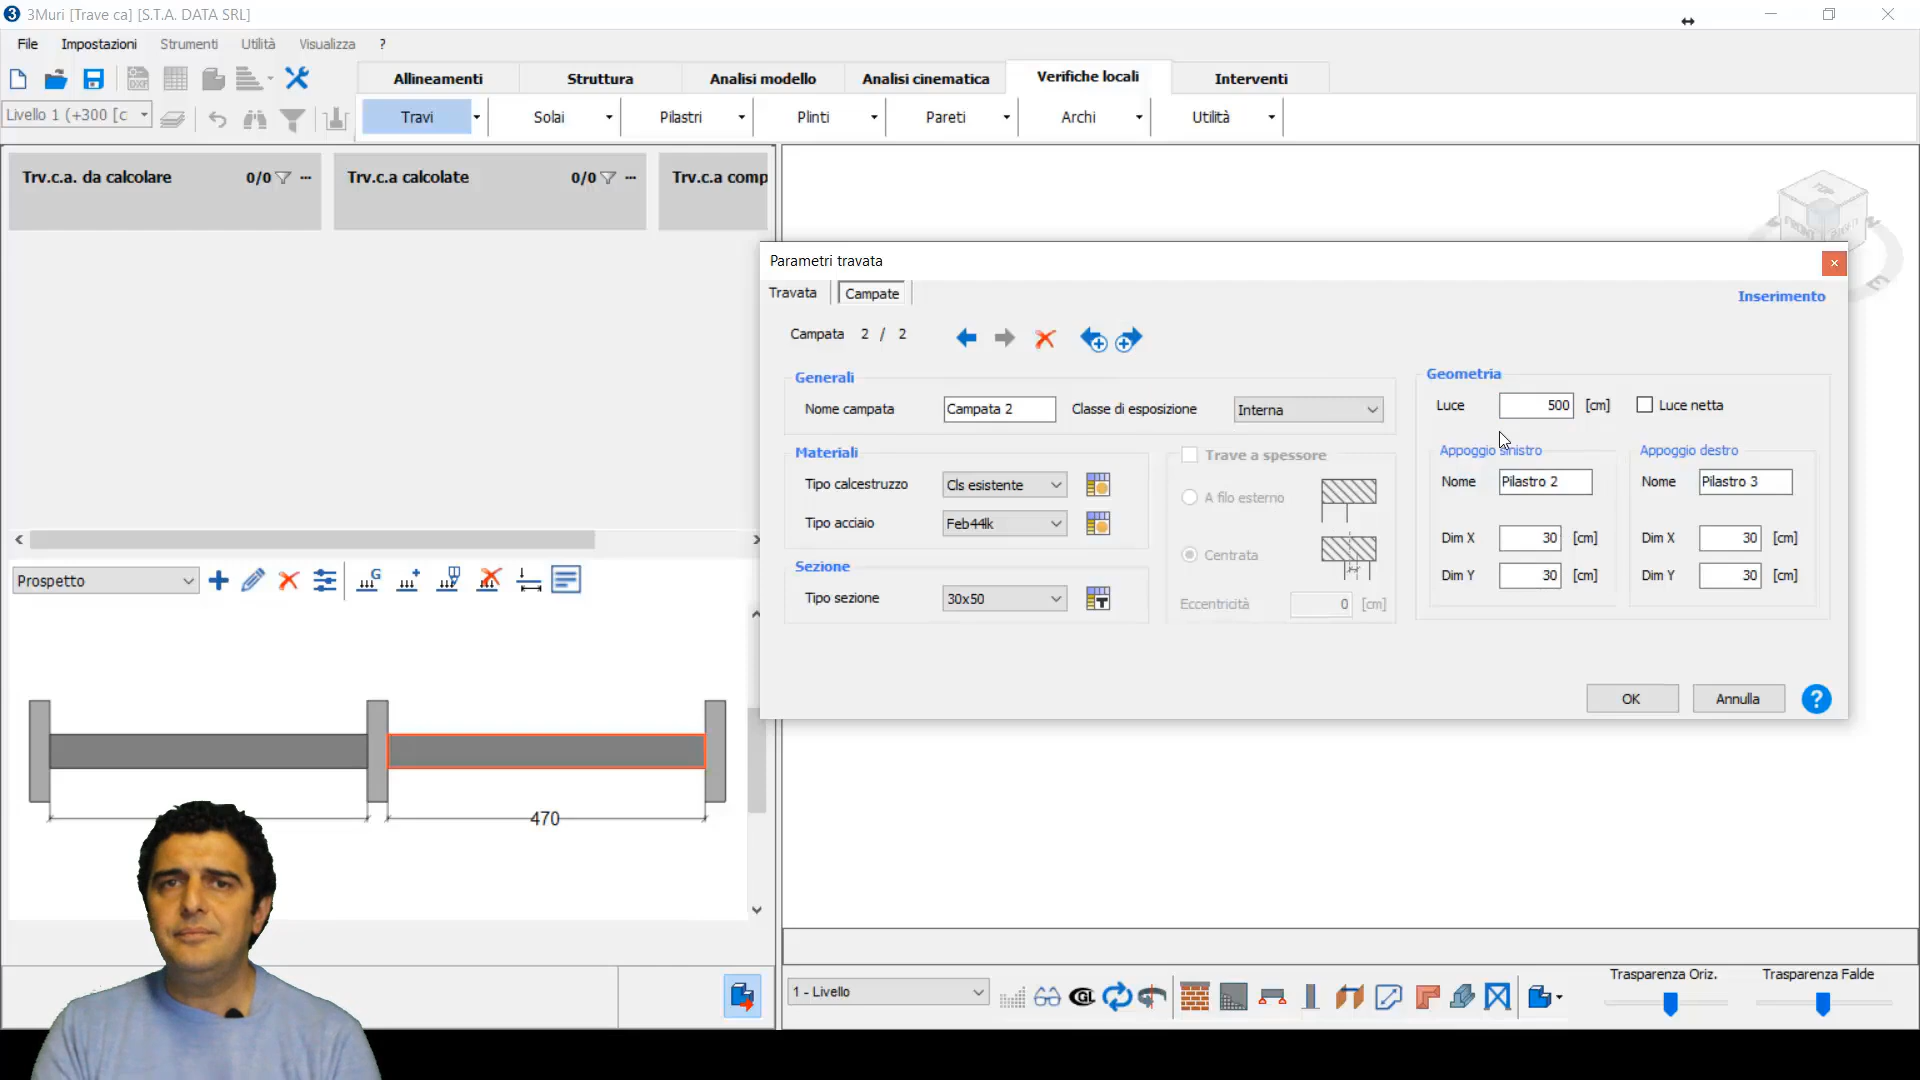 3Muri [Trave ca] [S.T.A. DATA SRL]
File Impostazioni Strumenti Utilità Visualizza ?
Allineamenti Struttura Analisi modello Analisi cinematica Verifiche locali Interventi
Livello 1 (+300 [c
Travi Solai Pilastri Plinti Pareti Archi Utilità
Trv.c.a. da calcolare 0/0 Trv.c.a calcolate 0/0 Trv.c.a comp
TOP
Parametri travata
Travata Campate
Inserimento
Campata 2 / 2
Generali
Nome campata Campata 2 Classe di esposizione Interna
Materiali
Tipo calcestruzzo Cls esistente
Tipo acciaio Feb44k
Sezione
Tipo sezione 30x50
Trave a spessore
A filo esterno
Centrata
Eccentricità 0 [cm]
Geometria
Luce 500 [cm] Luce netta
Appoggio sinistro Appoggio destro
Nome Pilastro 2 Nome Pilastro 3
Dim X 30 [cm] Dim X 30 [cm]
Dim Y 30 [cm] Dim Y 30 [cm]
OK Annulla ?
Prospetto
470
1 - Livello
GL
Trasparenza Oriz. Trasparenza Falde